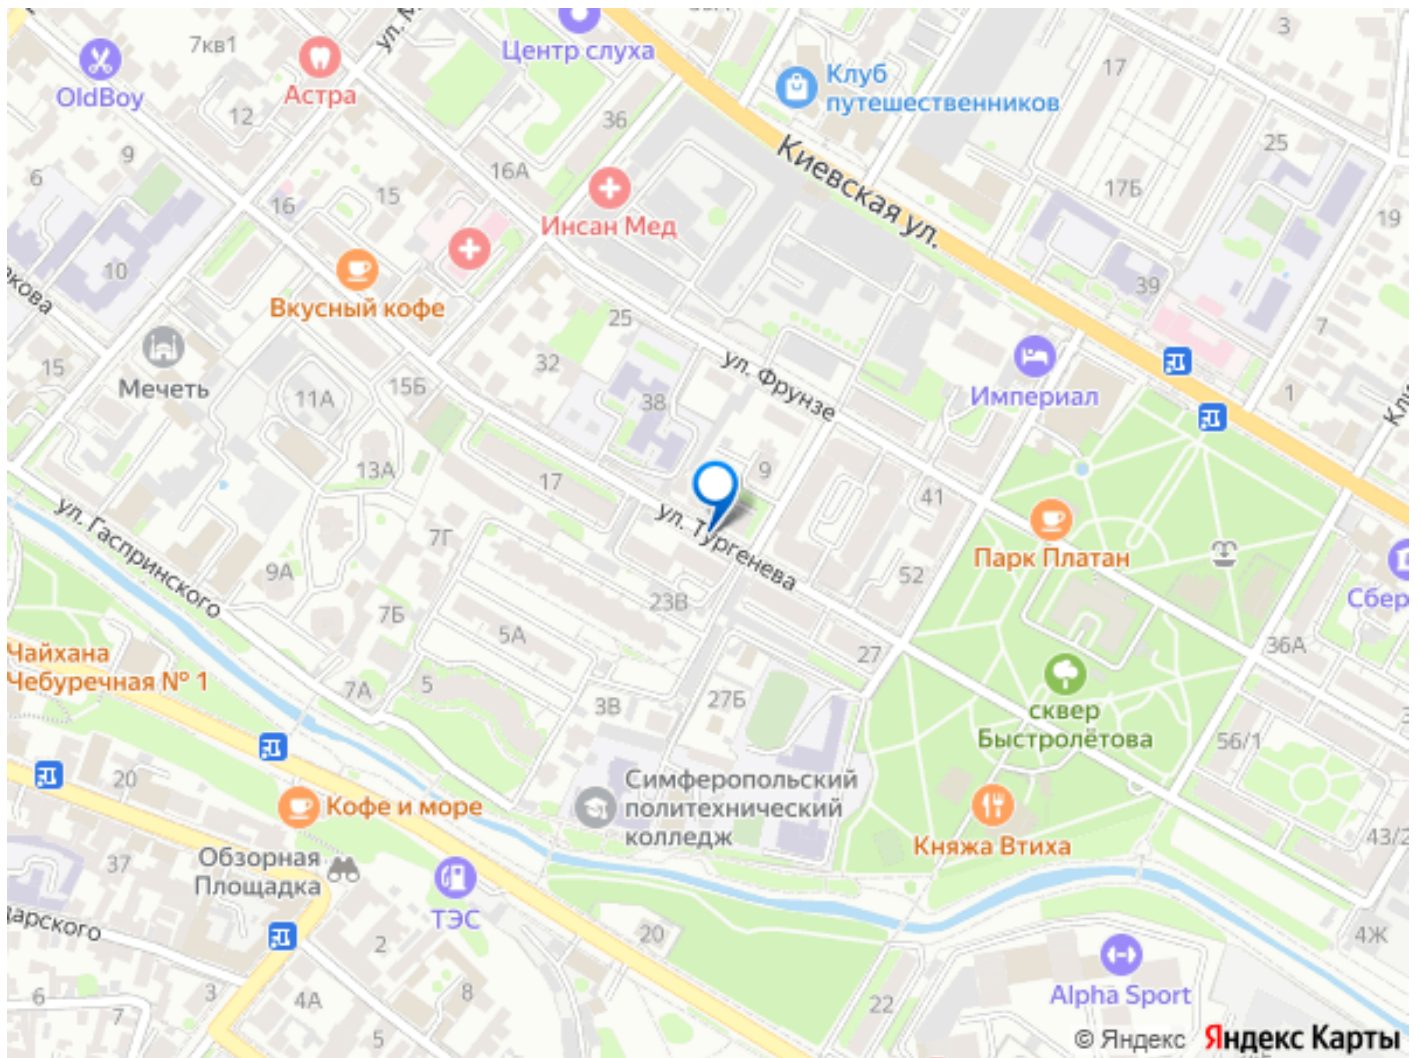 Центр слуха
7кв1
OldBoy
Астра
12
9
6
16А
36
Клуб
путешественников
3
17
25
17Б
19
Киевская ул.
Инсан Мед
16
15
10
Вкусный кофе
39
7
Мечеть
15
11А
15Б
32
25
38
ул. Фрунзе
Империал
1
13А
17
9
41
ул. Тургенева
Парк Платан
ул. Гаспринского
7Г
9А
7Б
5А
23В
52
27
36А
Чайхана
Чебуречная № 1
7А
5
3В
27Б
сквер
Быстролётова
56/1
20
Кофе и море
Симферопольский
политехнический
колледж
Княжа Втиха
37
Обзорная
Площадка
ТЭС
2
20
4Ж
8
3
4А
6
7
5
22
Alpha Sport
© Яндекс Яндекс Карты